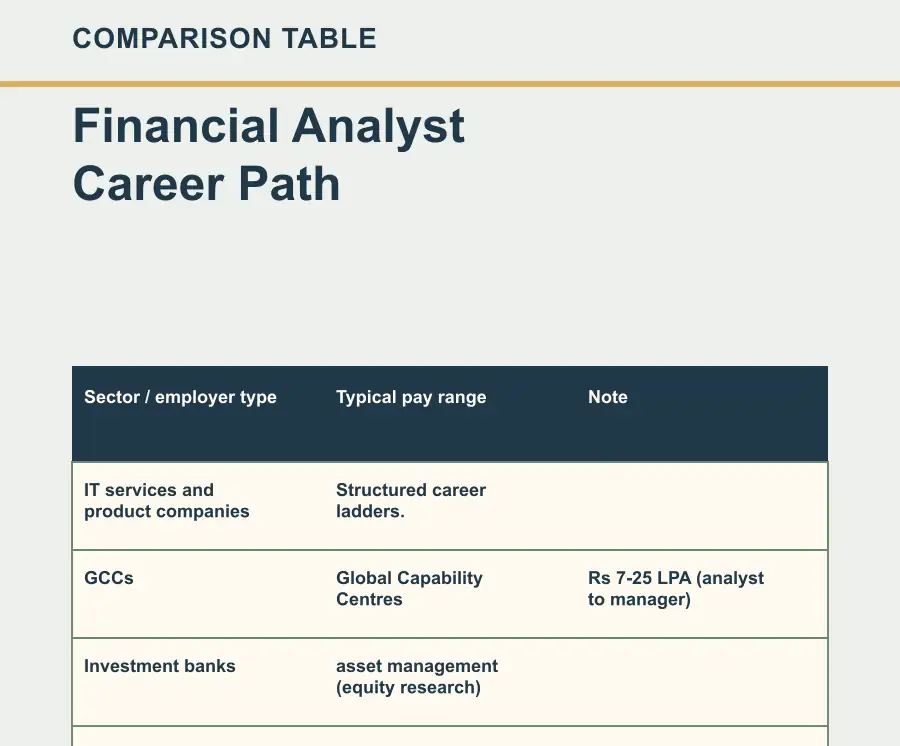 COMPARISON TABLE
Financial Analyst
Career Path
Sector / employer type
Typical pay range
Note
IT services and
product companies
Structured career
ladders.
GCCs
Global Capability
Centres
Rs 7-25 LPA (analyst
to manager)
Investment banks
asset management
(equity research)